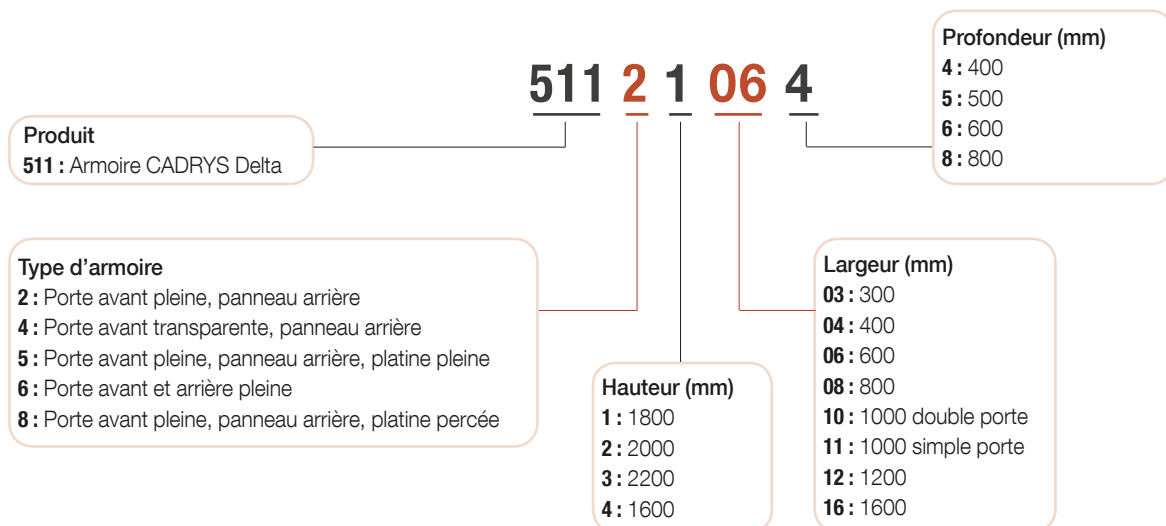 511 2 1 06 4
Produit
511 : Armoire CADRYS Delta
Profondeur (mm)
4 : 400
5 : 500
6 : 600
8 : 800
Type d'armoire
2 : Porte avant pleine, panneau arrière
4 : Porte avant transparente, panneau arrière
5 : Porte avant pleine, panneau arrière, platine pleine
6 : Porte avant et arrière pleine
8 : Porte avant pleine, panneau arrière, platine percée
Hauteur (mm)
1 : 1800
2 : 2000
3 : 2200
4 : 1600
Largeur (mm)
03 : 300
04 : 400
06 : 600
08 : 800
10 : 1000 double porte
11 : 1000 simple porte
12 : 1200
16 : 1600